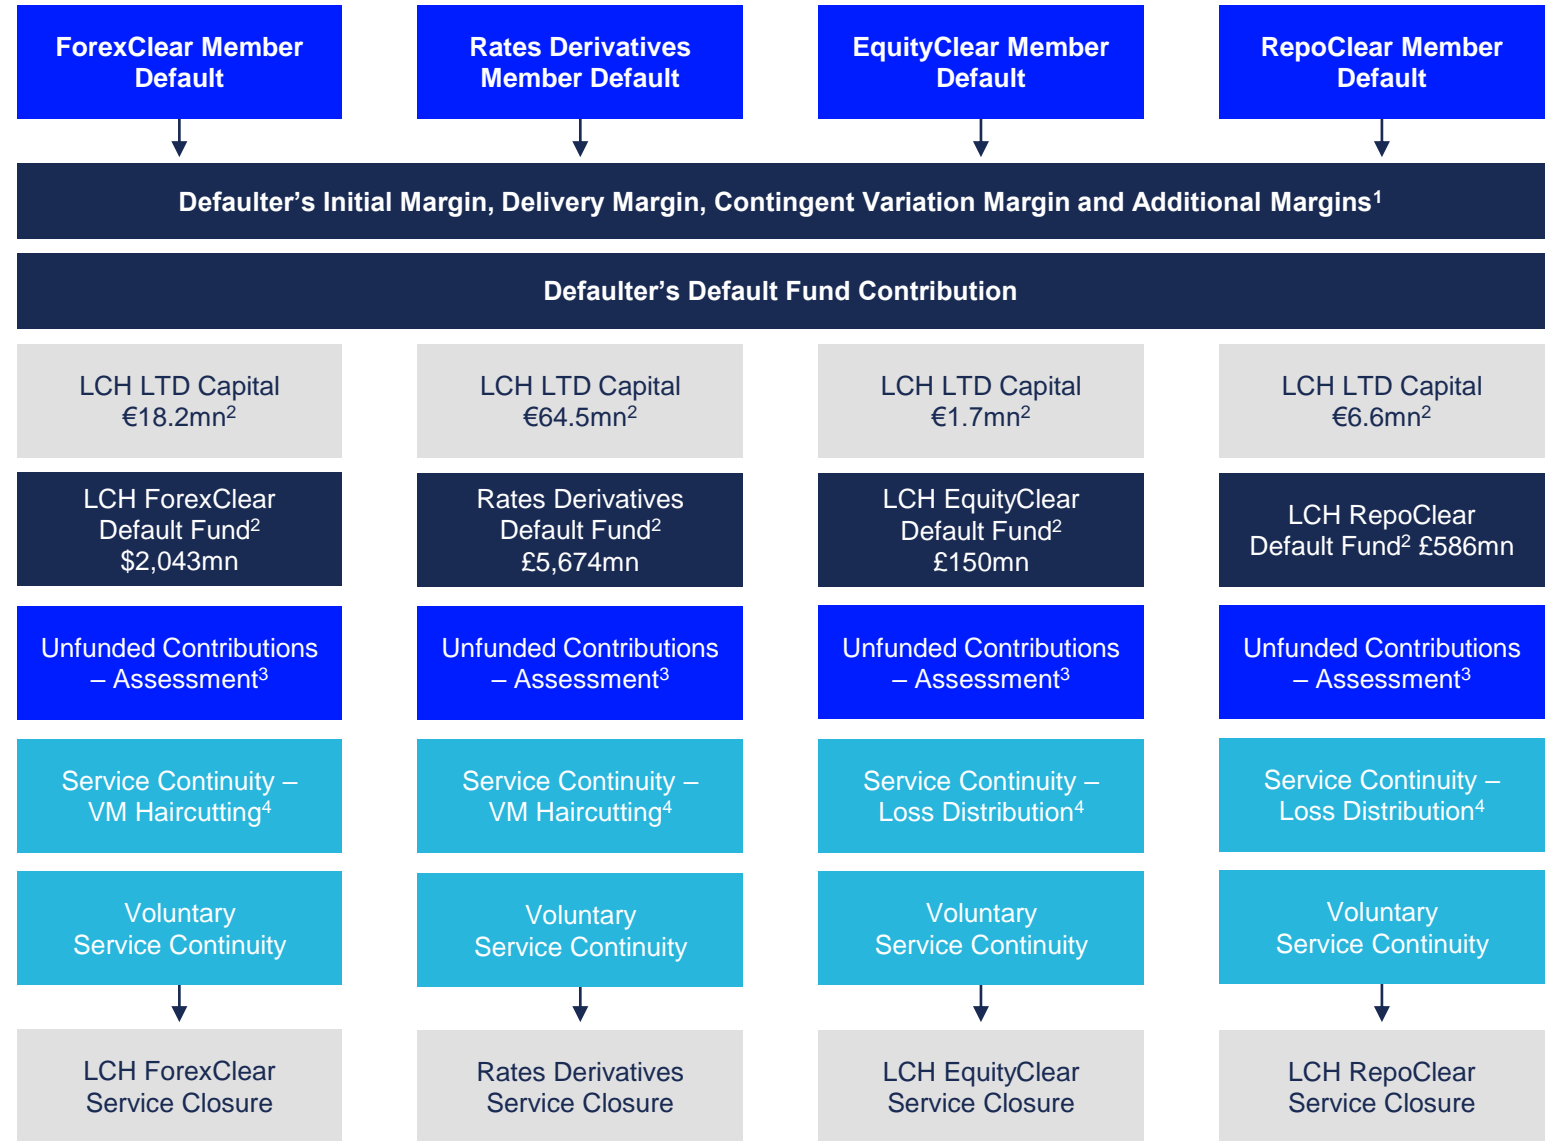 ForexClear Member
Default
Rates Derivatives
Member Default
EquityClear Member
Default
RepoClear Member
Default
Defaulter’s Initial Margin, Delivery Margin, Contingent Variation Margin and Additional Margins¹
Defaulter’s Default Fund Contribution
LCH LTD Capital
€18.2mn²
LCH LTD Capital
€64.5mn²
LCH LTD Capital
€1.7mn²
LCH LTD Capital
€6.6mn²
LCH ForexClear
Default Fund²
$2,043mn
Rates Derivatives
Default Fund²
£5,674mn
LCH EquityClear
Default Fund²
£150mn
LCH RepoClear
Default Fund² £586mn
Unfunded Contributions
– Assessment³
Unfunded Contributions
– Assessment³
Unfunded Contributions
– Assessment³
Unfunded Contributions
– Assessment³
Service Continuity –
VM Haircutting⁴
Service Continuity –
VM Haircutting⁴
Service Continuity –
Loss Distribution⁴
Service Continuity –
Loss Distribution⁴
Voluntary
Service Continuity
Voluntary
Service Continuity
Voluntary
Service Continuity
Voluntary
Service Continuity
LCH ForexClear
Service Closure
Rates Derivatives
Service Closure
LCH EquityClear
Service Closure
LCH RepoClear
Service Closure